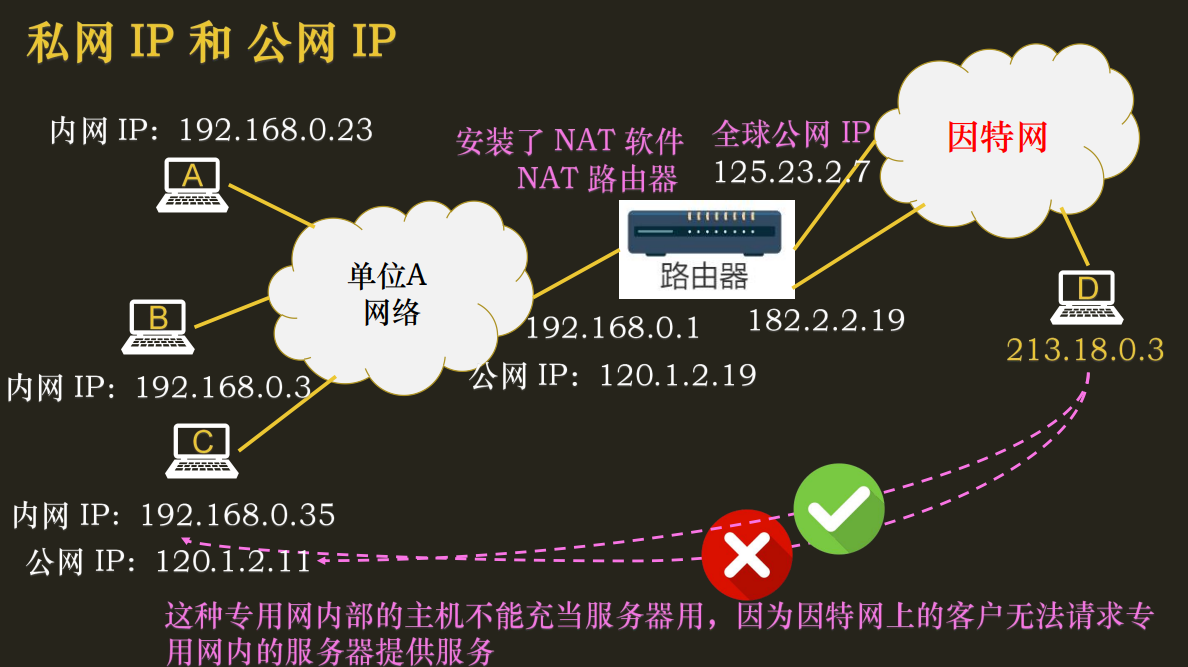 私网 IP 和 公网 IP
内网 IP：192.168.0.23
A
安装了 NAT 软件
NAT 路由器
全球公网 IP
125.23.2.7
因特网
路由器
单位A
网络
B
内网 IP：192.168.0.3
192.168.0.1
182.2.2.19
公网 IP：120.1.2.19
D
213.18.0.3
C
内网 IP：192.168.0.35
公网 IP：120.1.2.11
这种专用网内部的主机不能充当服务器用，因为因特网上的客户无法请求专
用网内的服务器提供服务